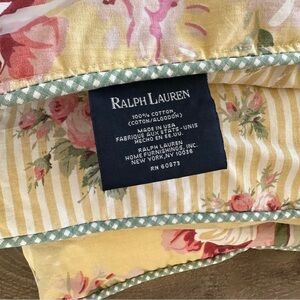 RALPH LAUREN
100% COTTON
(COTON/ALGODON)
MADE IN USA
FABRIQUE AUX ETATS-UNIS
HECHO EN EE.UU.
RALPH LAUREN
HOME FURNISHINGS, INC.
NEW YORK, NY 10036
RN 60873